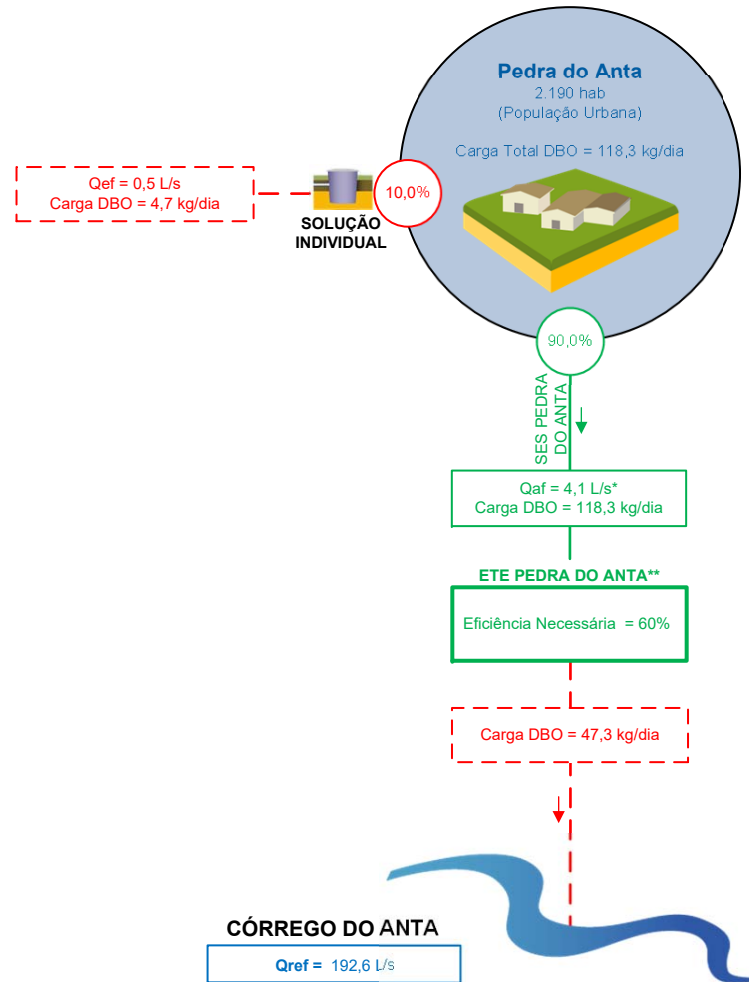 Pedra do Anta
2.190 hab
(População Urbana)
Carga Total DBO = 118,3 kg/dia
Qef = 0,5 L/s
Carga DBO = 4,7 kg/dia
10,0%
SOLUÇÃO
INDIVIDUAL
90,0%
SES PEDRA
DO ANTA
Qaf = 4,1 L/s*
Carga DBO = 118,3 kg/dia
ETE PEDRA DO ANTA**
Eficiência Necessária = 60%
Carga DBO = 47,3 kg/dia
CÓRREGO DO ANTA
Qref = 192,6 L/s